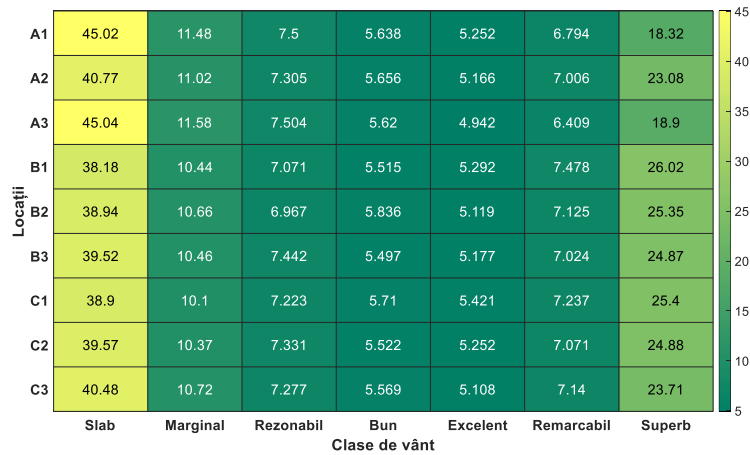 A1 45.02 11.48 7.5 5.638 5.252 6.794 18.32
A2 40.77 11.02 7.305 5.656 5.166 7.006 23.08
A3 45.04 11.58 7.504 5.62 4.942 6.409 18.9
B1 38.18 10.44 7.071 5.515 5.292 7.478 26.02
B2 38.94 10.66 6.967 5.836 5.119 7.125 25.35
B3 39.52 10.46 7.442 5.497 5.177 7.024 24.87
C1 38.9 10.1 7.223 5.71 5.421 7.237 25.4
C2 39.57 10.37 7.331 5.522 5.252 7.071 24.88
C3 40.48 10.72 7.277 5.569 5.108 7.14 23.71
Slab Marginal Rezonabil Bun Excelent Remarcabil Superb
Clase de vânt
Locații
45
40
35
30
25
20
15
10
5